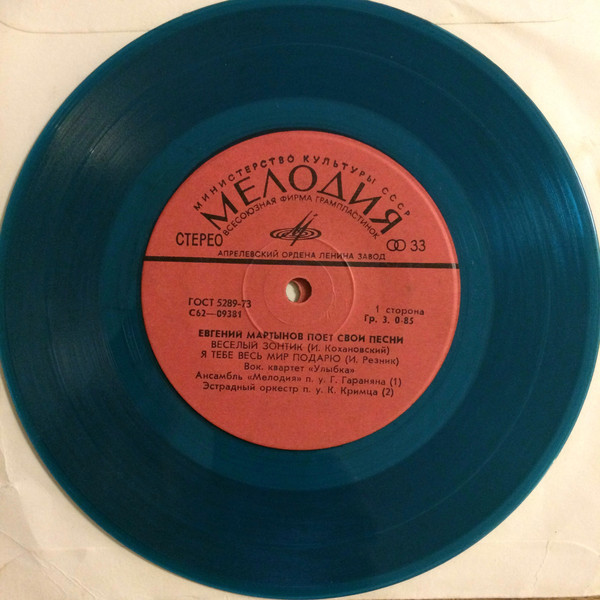 МИНИСТЕРСТВО КУЛЬТУРЫ СССР
МЕЛОДИЯ
ВСЕСОЮЗНАЯ ФИРМА ГРАМПЛАСТИНОК
СТЕРЕО
33
АПРЕЛЕВСКИЙ ОРДЕНА ЛЕНИНА ЗАВОД
ГОСТ 5289-73
1 сторона
С62—09381
Гр. 3. 0-85
ЕВГЕНИЙ МАРТЫНОВ ПОЕТ СВОИ ПЕСНИ
ВЕСЕЛЫЙ ЗОНТИК (И. Кохановский)
Я ТЕБЕ ВЕСЬ МИР ПОДАРЮ (И. Резник)
Вок. квартет «Улыбка»
Ансамбль «Мелодия» п. у. Г. Гараняна (1)
Эстрадный оркестр п. у. К. Кримца (2)